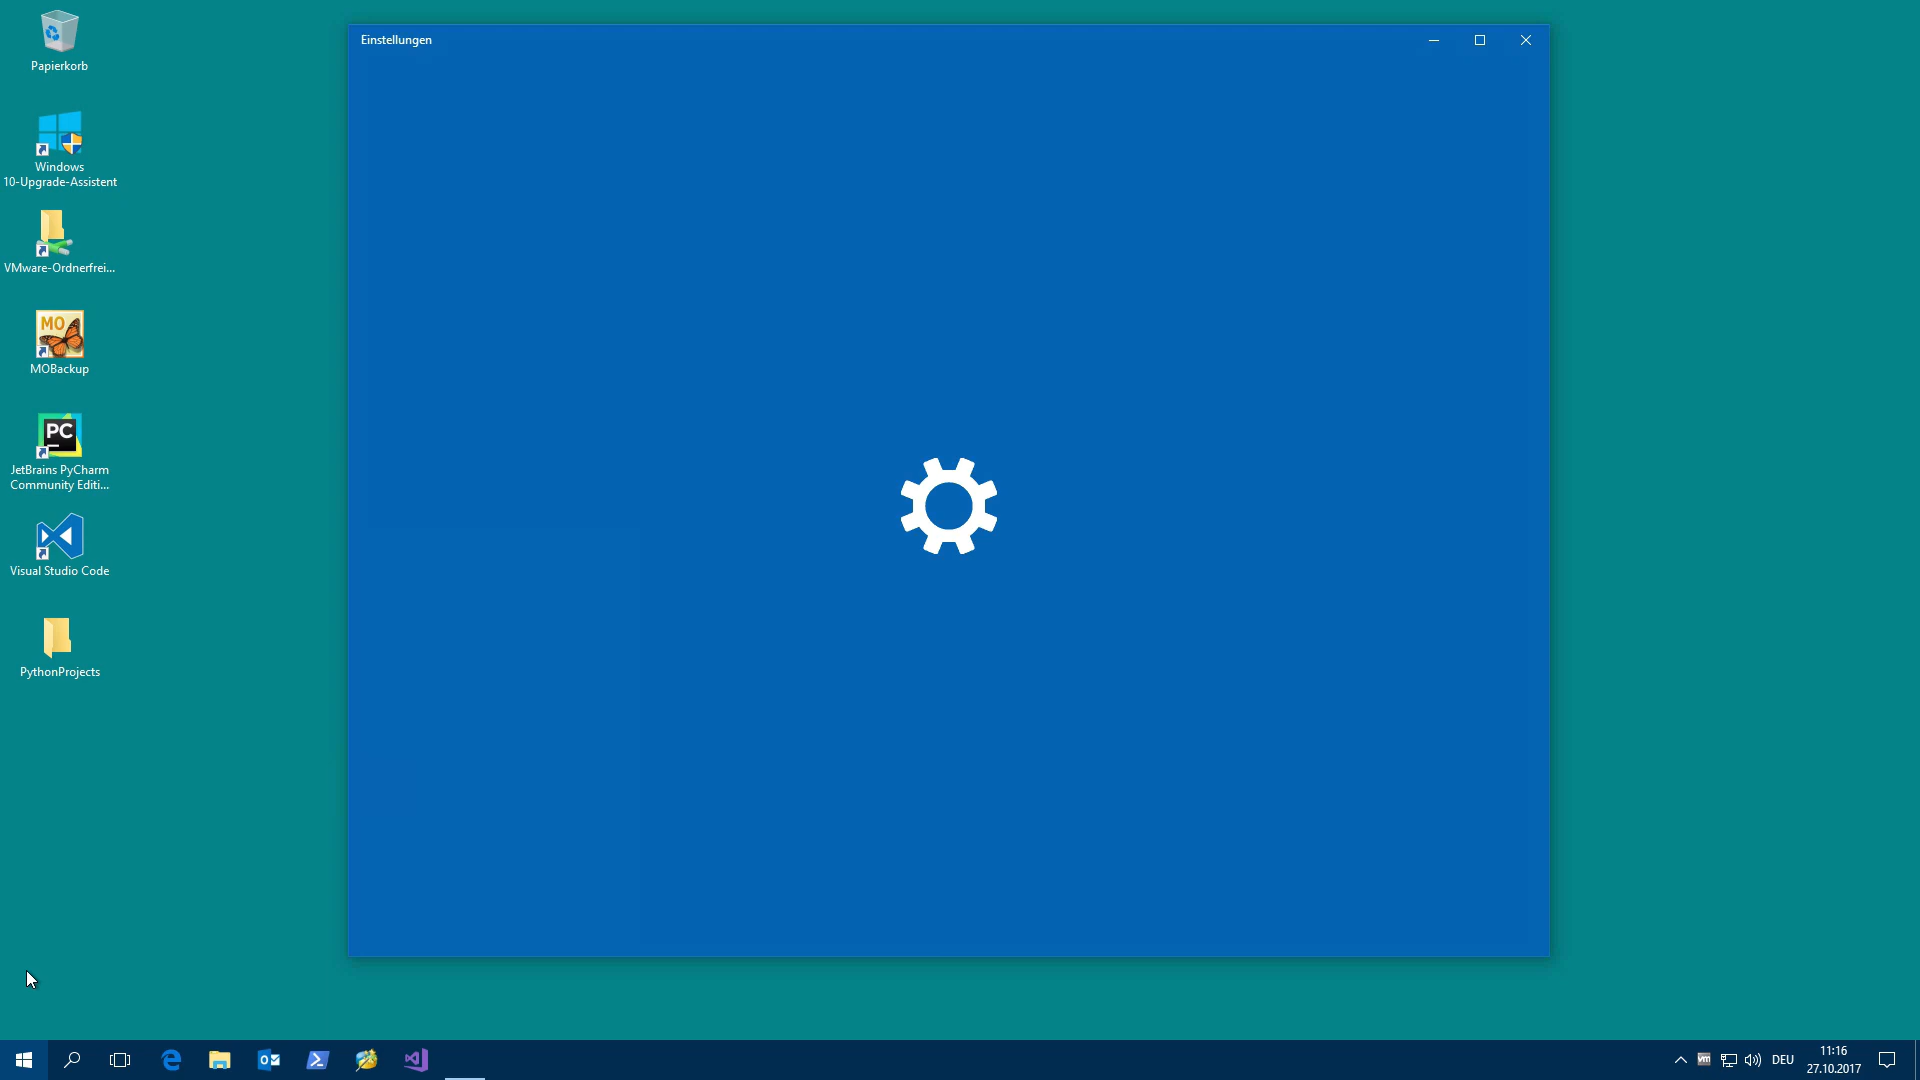 Einstellungen
Papierkorb
Windows
10-Upgrade-Assistent
VMware-Ordnerfrei...
MO
MOBackup
PC
JetBrains PyCharm
Community Editi...
Visual Studio Code
PythonProjects
DEU
11:16
27.10.2017